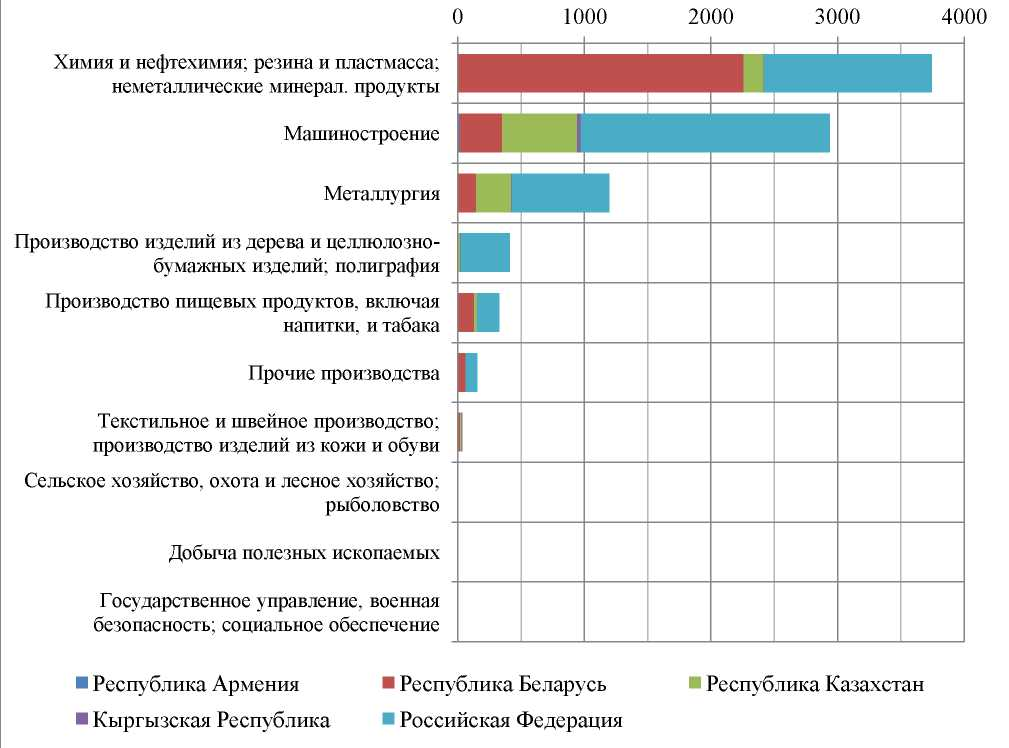 0 1000 2000 3000 4000
Химия и нефтехимия; резина и пластмасса;
неметаллические минерал. продукты
Машиностроение
Металлургия
Производство изделий из дерева и целлюлозно-
бумажных изделий; полиграфия
Производство пищевых продуктов, включая
напитки, и табака
Прочие производства
Текстильное и швейное производство;
производство изделий из кожи и обуви
Сельское хозяйство, охота и лесное хозяйство;
рыболовство
Добыча полезных ископаемых
Государственное управление, военная
безопасность; социальное обеспечение
Республика Армения Республика Беларусь Республика Казахстан
Кыргызская Республика Российская Федерация